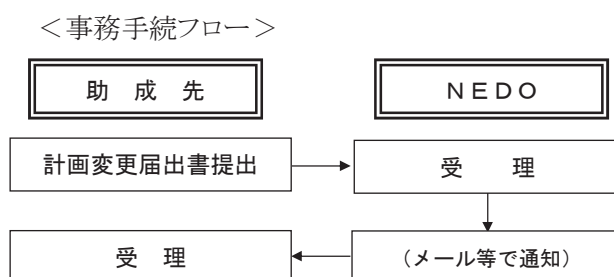 ＜事務手続フロー＞
助 成 先
ＮＥＤＯ
計画変更届出書提出
受 理
受 理
（メール等で通知）